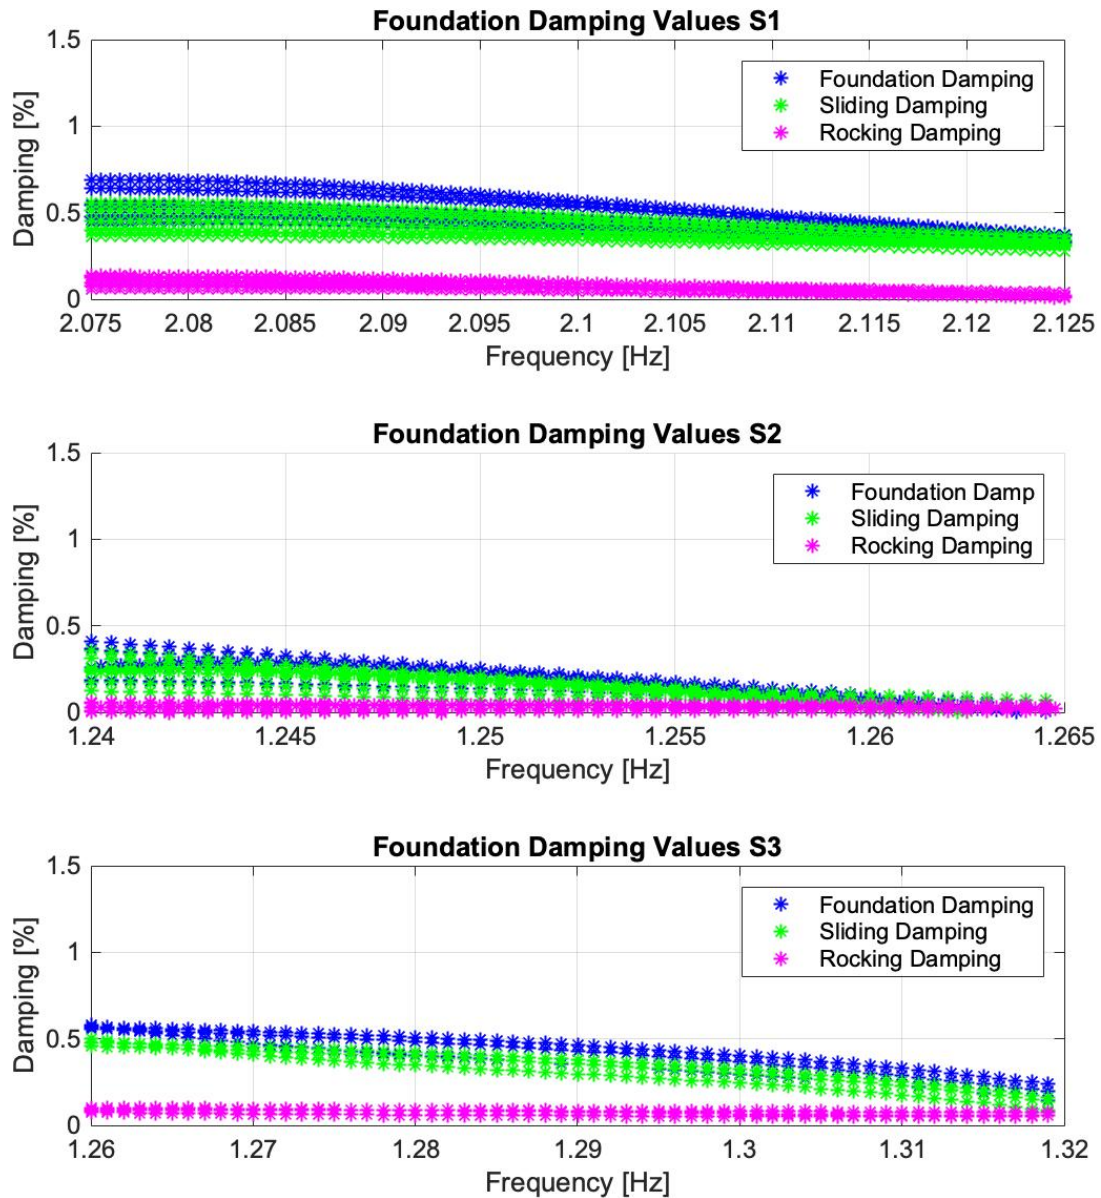 Foundation Damping Values S1
1.5
1
0.5
0
Damping [%]
Foundation Damping
Sliding Damping
Rocking Damping
2.075 2.08 2.085 2.09 2.095 2.1 2.105 2.11 2.115 2.12 2.125
Frequency [Hz]
Foundation Damping Values S2
1.5
1
0.5
0
Damping [%]
Foundation Damp
Sliding Damping
Rocking Damping
1.24 1.245 1.25 1.255 1.26 1.265
Frequency [Hz]
Foundation Damping Values S3
1.5
1
0.5
0
Damping [%]
Foundation Damping
Sliding Damping
Rocking Damping
1.26 1.27 1.28 1.29 1.3 1.31 1.32
Frequency [Hz]